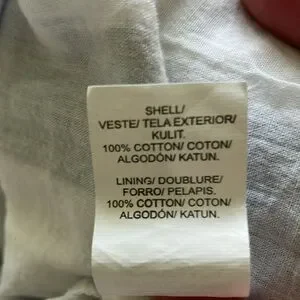 SHELL/
VESTE/ TELA EXTERIOR/
KULIT.
100% COTTON/ COTON/
ALGODÓN/ KATUN.
LINING/ DOUBLURE/
FORRO/ PELAPIS.
100% COTTON/ COTON/
ALGODÓN/ KATUN.